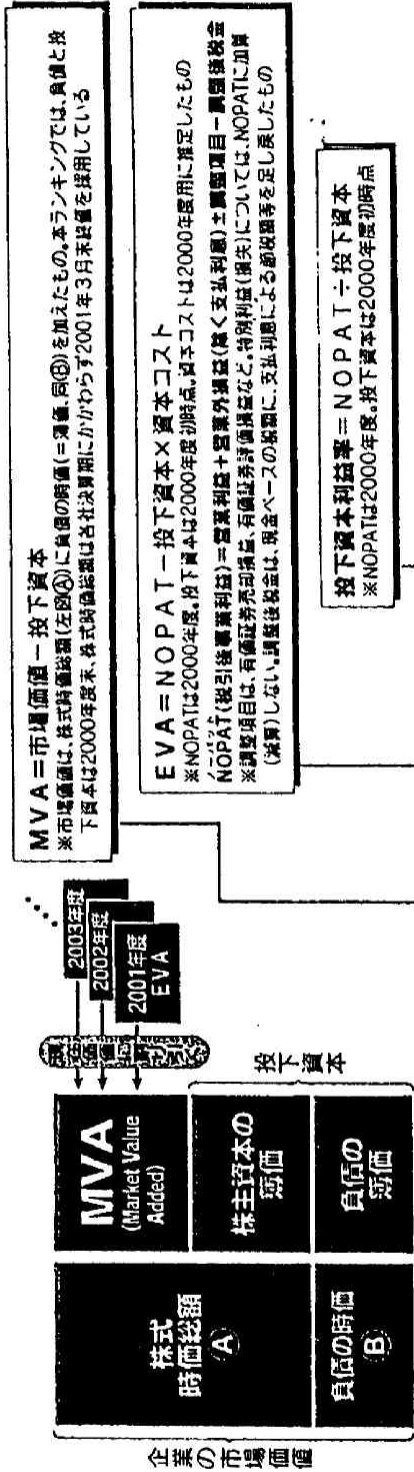 企業の市場価値
株式
時価総額
Ⓐ
負債の時価
Ⓑ
MVA
(Market Value
Added)
株主資本の
簿価
負債の
簿価
投下資本
2003年度
2002年度
2001年度
EVA
MVA=市場価値－投下資本
※市場価値は、株式時価総額(左図Ⓐ)に負債の時価(=簿価、同Ⓑ)を加えたもの。本ランキングでは、負債と投
下資本は2000年度末、株式時価総額は各社決算期にかかわらず2001年3月末終値を採用している
EVA=NOPAT－投下資本×資本コスト
※NOPATは2000年度。投下資本は2000年度初時点。資本コストは2000年度用に推定したもの
ノーパット
NOPAT(税引後事業利益)=営業利益+営業外損益(除く支払利息)±調整項目－調整後税金
※調整項目は、有価証券売却損益、有価証券評価損益など。特別利益(損失)については、NOPATに加算
(減算)しない。調整後税金は、現金ベースの税額に、支払利息による節税額等を足し戻したもの
投下資本利益率=NOPAT÷投下資本
※NOPATは2000年度。投下資本は2000年度初時点